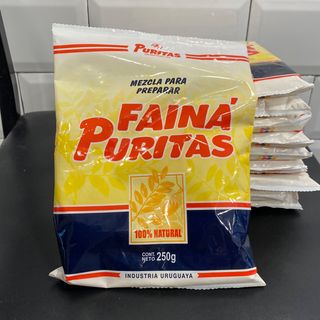 PURITAS
MEZCLA PARA
PREPARAR
FAINÁ
PURITAS
100% NATURAL
CONT.
NETO 250g
INDUSTRIA URUGUAYA